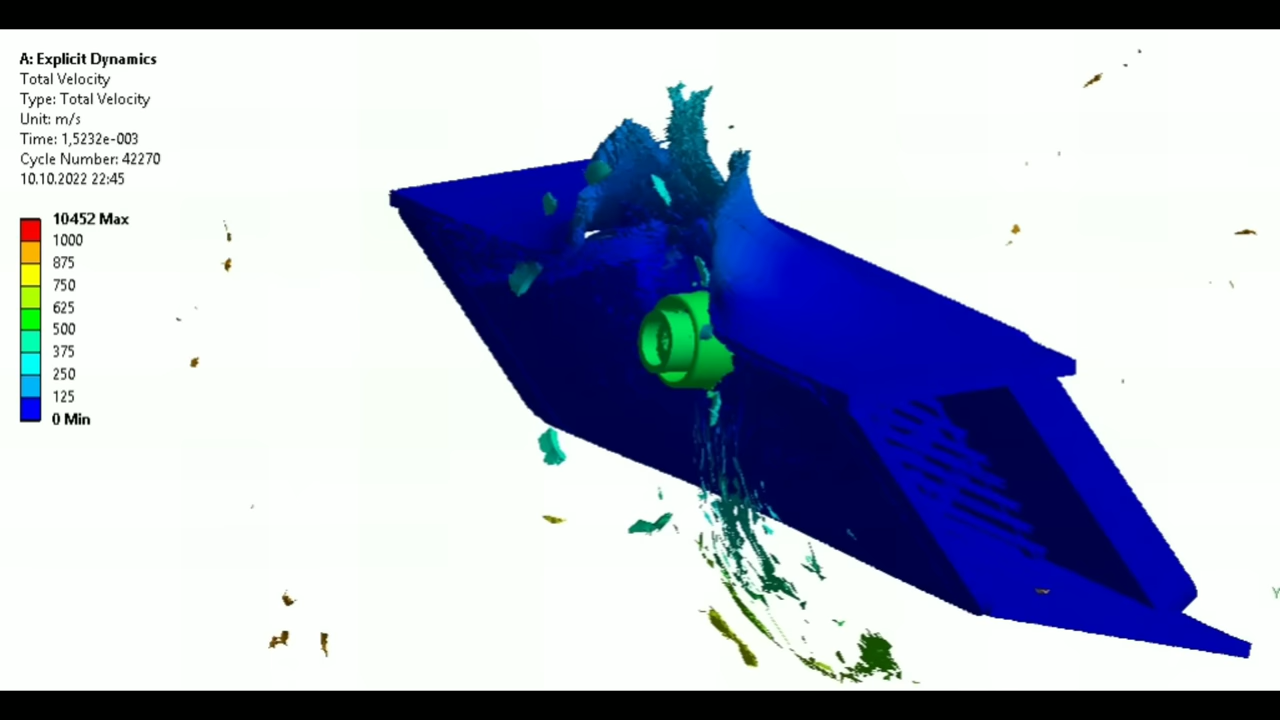 A: Explicit Dynamics
Total Velocity
Type: Total Velocity
Unit: m/s
Time: 1,5232e-003
Cycle Number: 42270
10.10.2022 22:45
10452 Max
1000
875
750
625
500
375
250
125
0 Min
Y